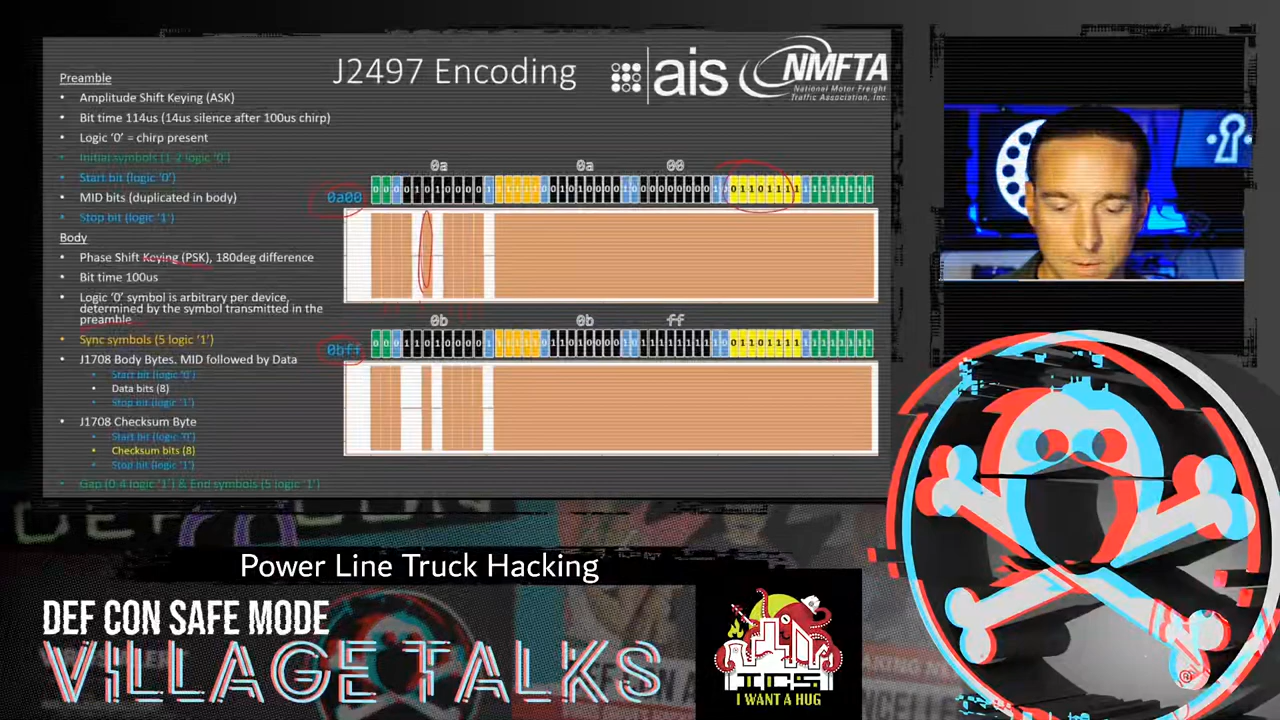 J2497 Encoding
ais
NMFTA
National Motor Freight
Traffic Association, Inc.
Preamble
• Amplitude Shift Keying (ASK)
• Bit time 114us (14us silence after 100us chirp)
• Logic ‘0’ = chirp present
• Initial symbols (1-2 logic ‘0’)
• Start bit (logic ‘0’)
• MID bits (duplicated in body)
• Stop bit (logic ‘1’)
Body
• Phase Shift Keying (PSK), 180deg difference
• Bit time 100us
• Logic ‘0’ symbol is arbitrary per device,
determined by the symbol transmitted in the
preamble
• Sync symbols (5 logic ‘1’)
• J1708 Body Bytes. MID followed by Data
• Start bit (logic ‘0’)
• Data bits (8)
• Stop bit (logic ‘1’)
• J1708 Checksum Byte
• Start bit (logic ‘0’)
• Checksum bits (8)
• Stop bit (logic ‘1’)
• Gap (0-4 logic ‘1’) & End symbols (5 logic ‘1’)
0a 0a 00
0a00
0b 0b ff
0bff
Power Line Truck Hacking
DEF CON SAFE MODE
VILLAGE TALKS
ICS
I WANT A HUG
DEF CON